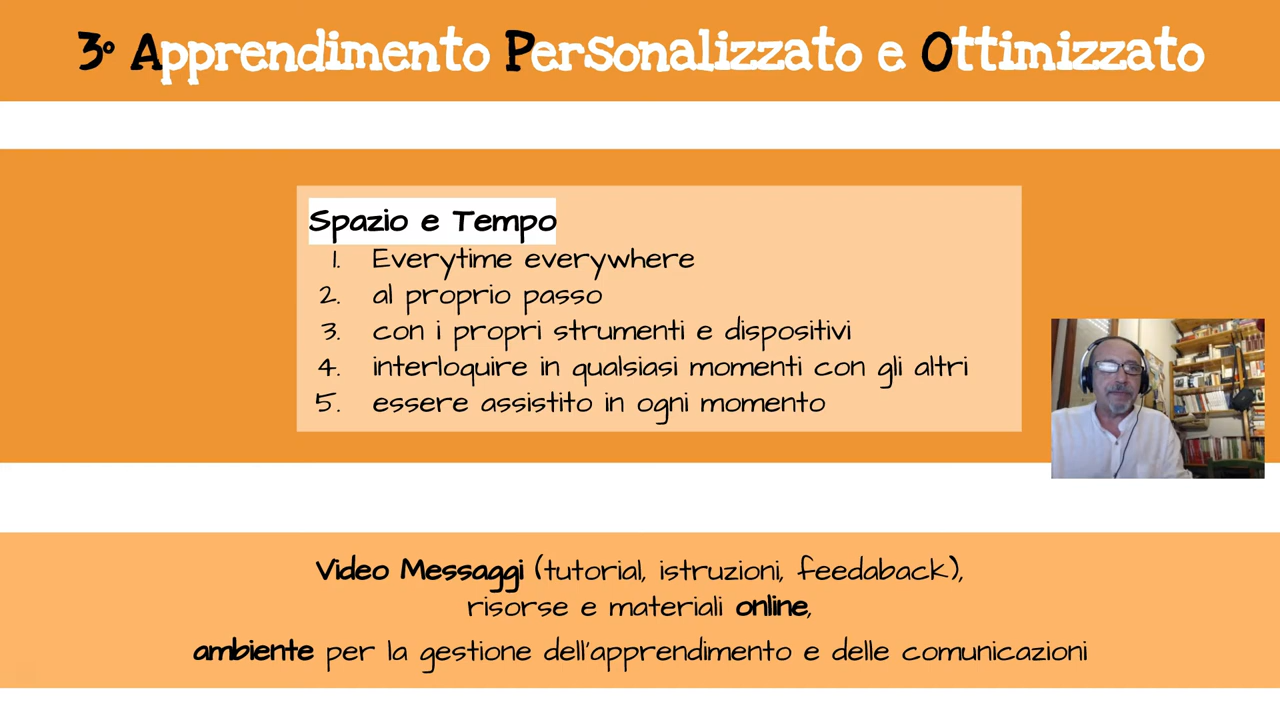 3° Apprendimento Personalizzato e Ottimizzato
Spazio e Tempo
1. Everytime everywhere
2. al proprio passo
3. con i propri strumenti e dispositivi
4. interloquire in qualsiasi momenti con gli altri
5. essere assistito in ogni momento
Video Messaggi (tutorial, istruzioni, feedaback),
risorse e materiali online,
ambiente per la gestione dell'apprendimento e delle comunicazioni